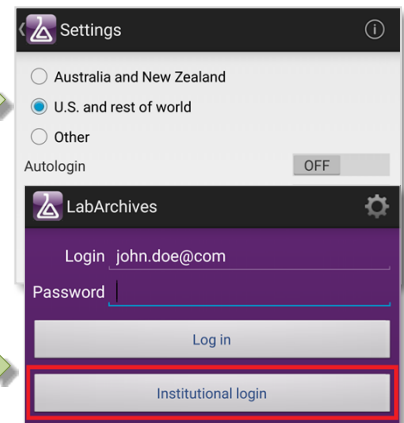 Settings
Australia and New Zealand
U.S. and rest of world
Other
Autologin OFF
LabArchives
Login john.doe@com
Password
Log in
Institutional login